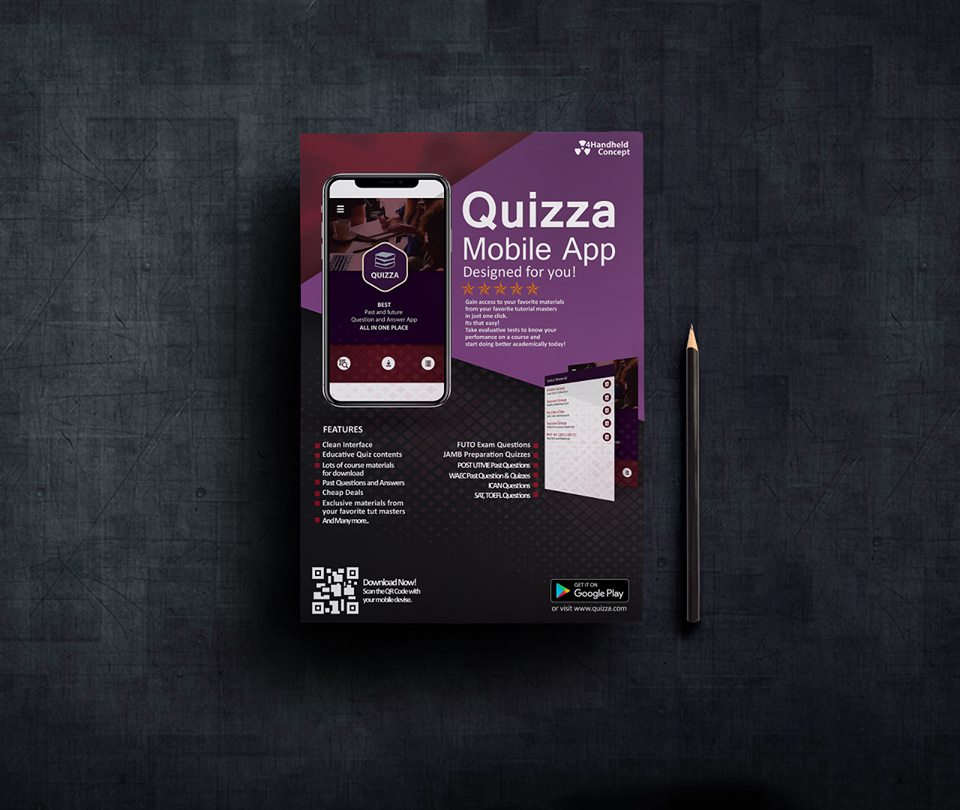 4Handheld
Concept
Quizza
Mobile App
Designed for you!
Gain access to your favorite materials
from your favorite tutorial masters
in just one click.
Its that easy!
Take evaluative tests to know your
perfomance on a course and
start doing better academically today!
QUIZZA
BEST
Past and future
Question and Answer App
ALL IN ONE PLACE
Select Material
FEATURES
Clean Interface
Educative Quiz contents
Lots of course materials
for download
Past Questions and Answers
Cheap Deals
Exclusive materials from
your favorite tut masters
And Many more..
FUTO Exam Questions
JAMB Preparation Quizzes
POST UTME Past Questions
WAEC Past Question & Quizzes
ICAN Questions
SAT, TOEFL Questions
Download Now!
Scan the QR Code with
your mobile devise.
GET IT ON
Google Play
or visit www.quizza.com